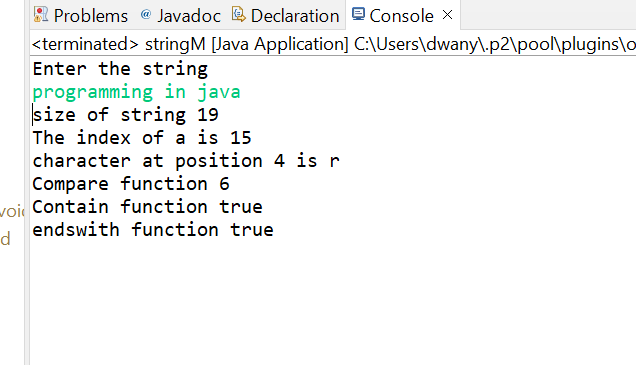 Problems @ Javadoc Declaration Console
<terminated> stringM [Java Application] C:\Users\dwany\.p2\pool\plugins\o
Enter the string
programming in java
size of string 19
The index of a is 15
character at position 4 is r
Compare function 6
Contain function true
voi
endswith function true
d